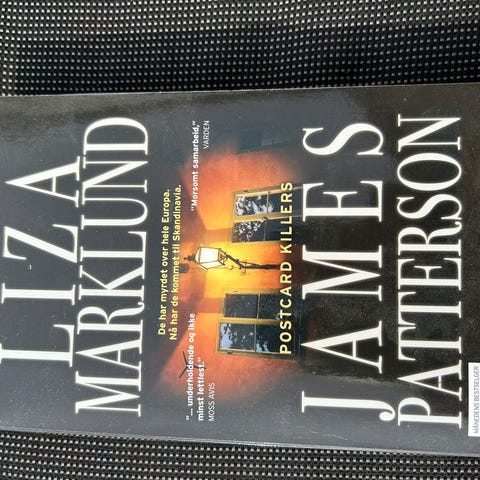 LIZA
MARKLUND
De har myrdet over hele Europa.
Nå har de kommet til Skandinavia.
"... underholdende og ikke
minst lettlest."
MOSS AVIS
"Morsomt samarbeid,"
VARDEN
POSTCARD KILLERS
JAMES
PATTERSON
MÅNEDENS BESTSELGER